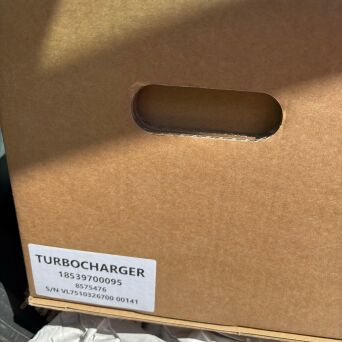 TURBOCHARGER
18539700095
8575476
S/N VL7510326700 00141